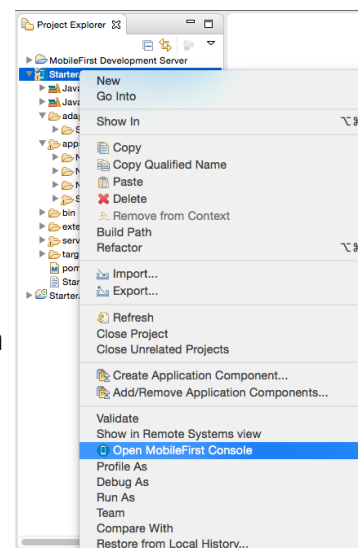 Project Explorer
MobileFirst Development Server
Starter
Java
Java
ada
S
app
N
N
N
S
bin
exte
serv
targ
pom
Star
Starter
New
Go Into
Show In
Copy
Copy Qualified Name
Paste
Delete
Remove from Context
Build Path
Refactor
Import...
Export...
Refresh
Close Project
Close Unrelated Projects
Create Application Component...
Add/Remove Application Components...
Validate
Show in Remote Systems view
Open MobileFirst Console
Profile As
Debug As
Run As
Team
Compare With
Restore from Local History...